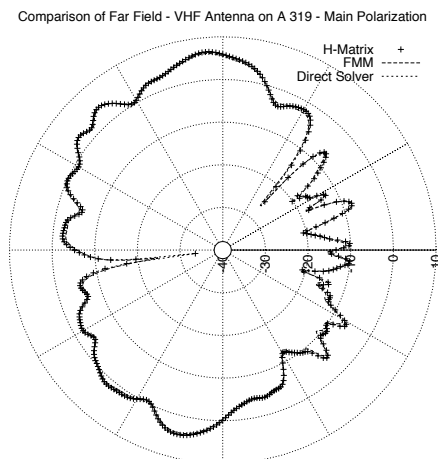 Comparison of Far Field - VHF Antenna on A 319 - Main Polarization
H-Matrix
FMM
Direct Solver
-40
-30
-20
-10
0
10